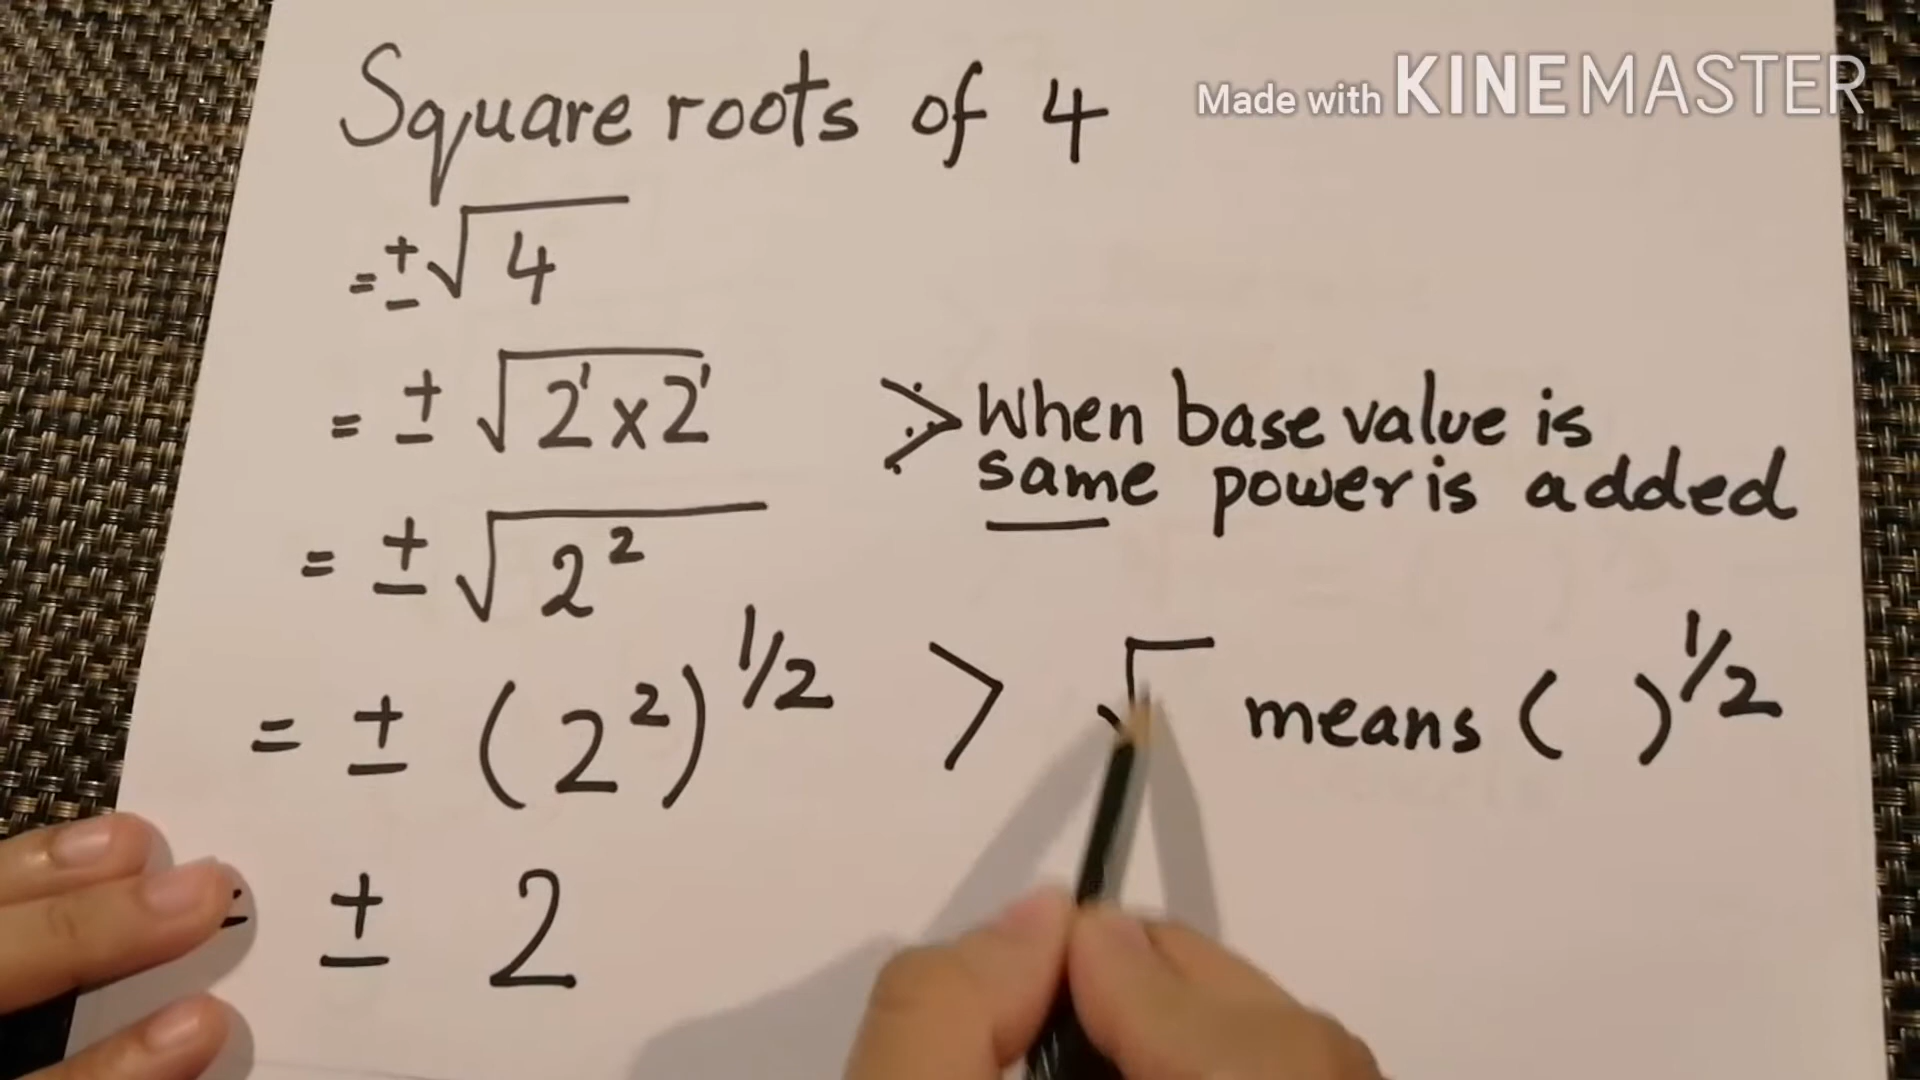 Square roots of 4
Made with KINEMASTER
= ± √4
= ± √2¹ x 2¹
> When base value is
same power is added
= ± √2²
= ± (2²)^1/2 > √ means ( )^1/2
= ± 2